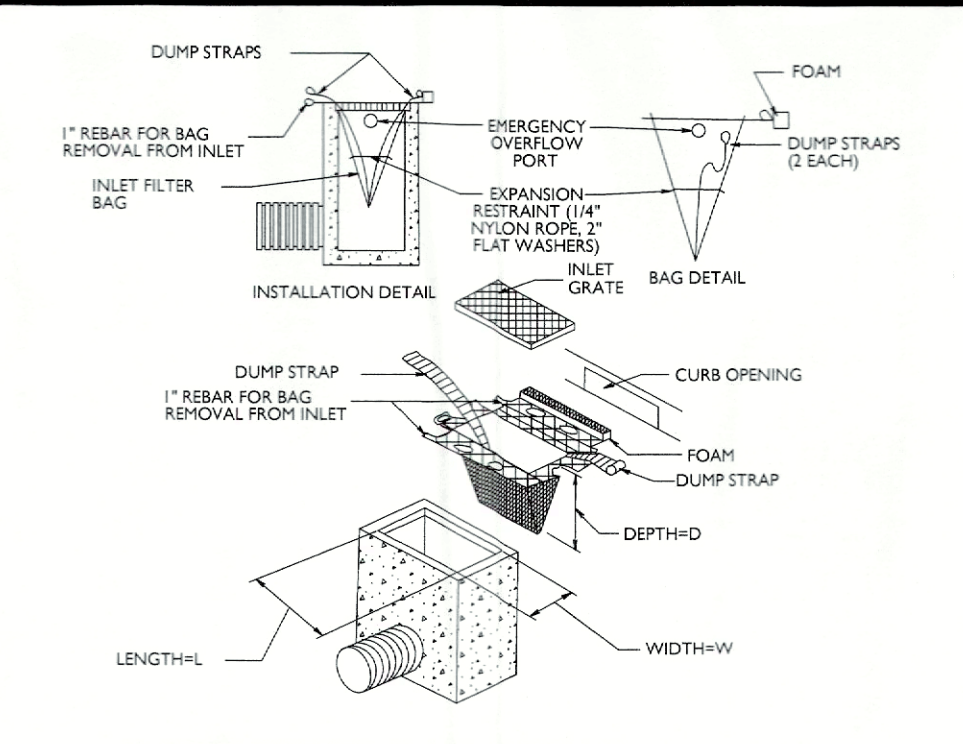 DUMP STRAPS
FOAM
1" REBAR FOR BAG
REMOVAL FROM INLET
EMERGENCY
OVERFLOW
PORT
DUMP STRAPS
(2 EACH)
INLET FILTER
BAG
EXPANSION
RESTRAINT (1/4"
NYLON ROPE, 2"
FLAT WASHERS)
INSTALLATION DETAIL
BAG DETAIL
INLET
GRATE
DUMP STRAP
CURB OPENING
1" REBAR FOR BAG
REMOVAL FROM INLET
FOAM
DUMP STRAP
DEPTH=D
LENGTH=L
WIDTH=W